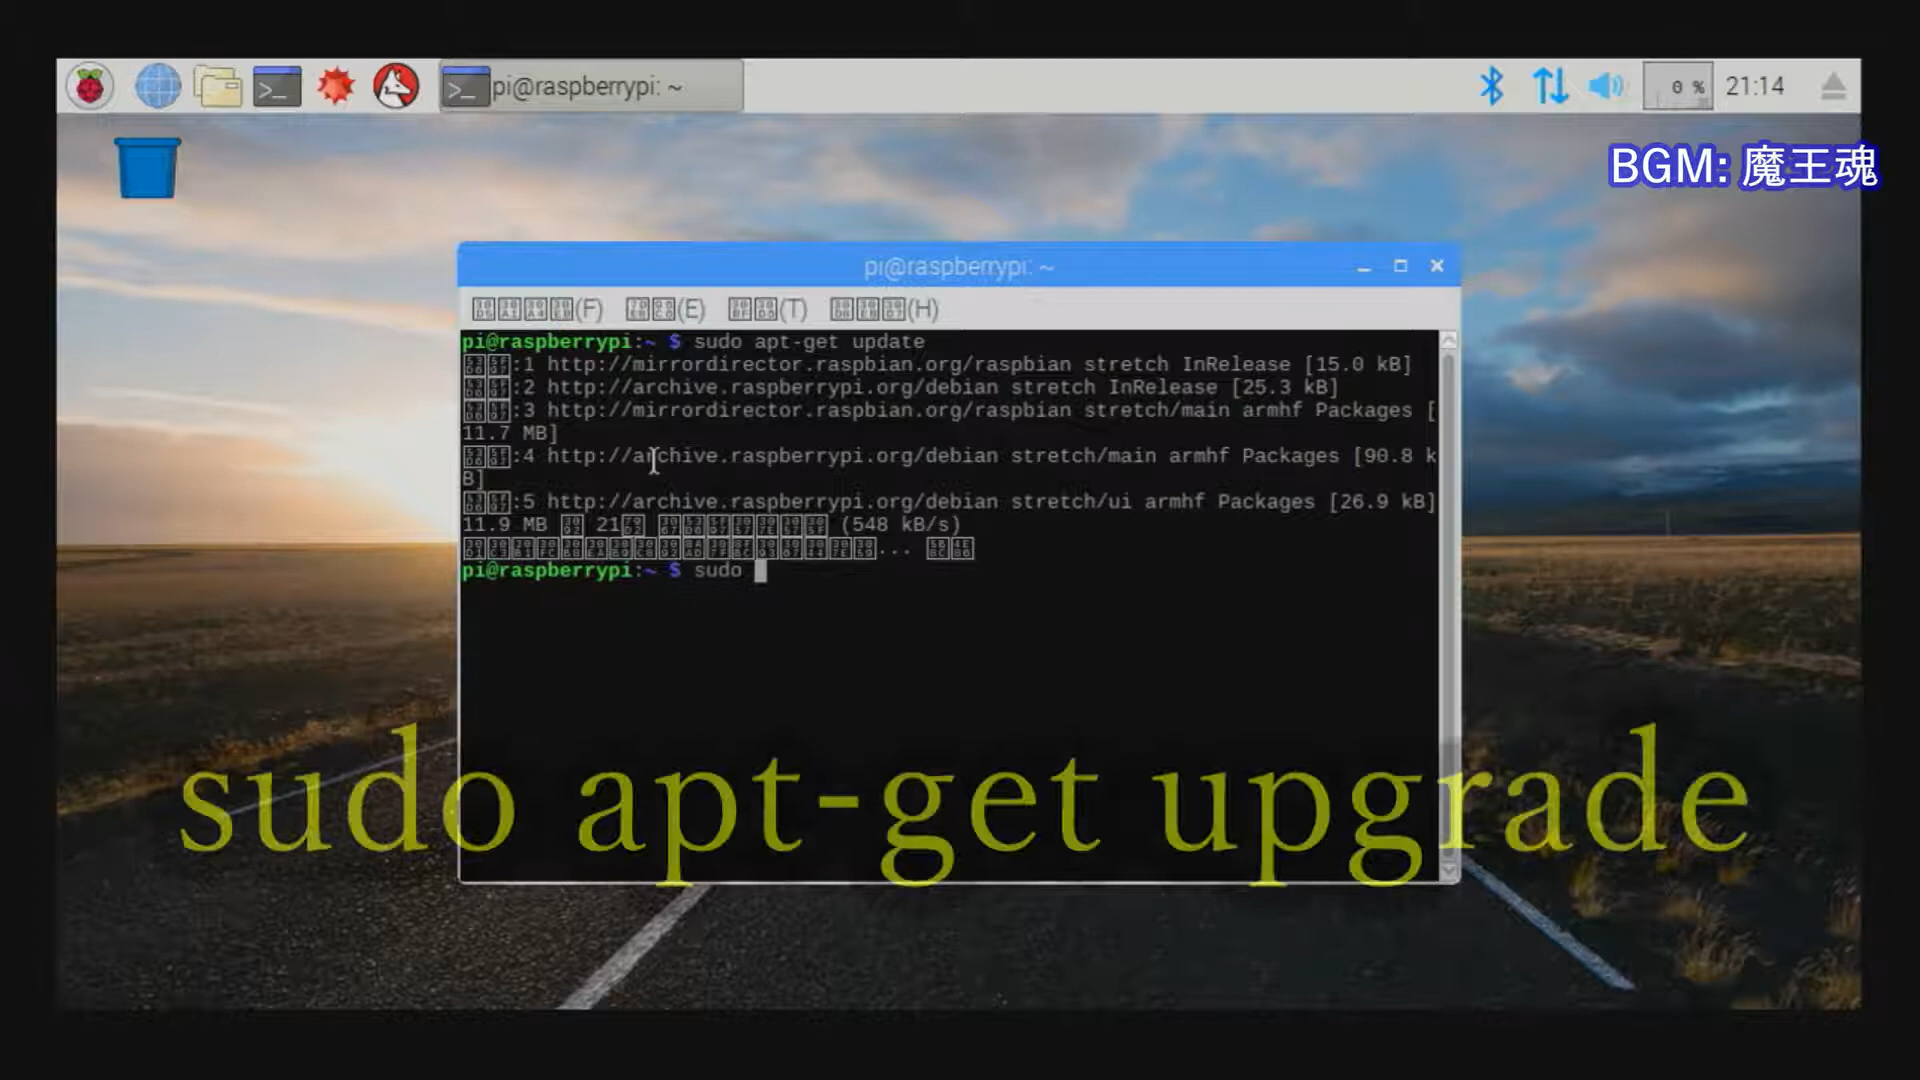 pi@raspberrypi: ~
0 %
21:14
BGM: 魔王魂
pi@raspberrypi: ~
(F) (E) (T) (H)
pi@raspberrypi:~ $ sudo apt-get update
:1 http://mirrordirector.raspbian.org/raspbian stretch InRelease [15.0 kB]
:2 http://archive.raspberrypi.org/debian stretch InRelease [25.3 kB]
:3 http://mirrordirector.raspbian.org/raspbian stretch/main armhf Packages [
11.7 MB]
:4 http://archive.raspberrypi.org/debian stretch/main armhf Packages [90.8 k
B]
:5 http://archive.raspberrypi.org/debian stretch/ui armhf Packages [26.9 kB]
11.9 MB 21 (548 kB/s)
...
pi@raspberrypi:~ $ sudo
sudo apt-get upgrade